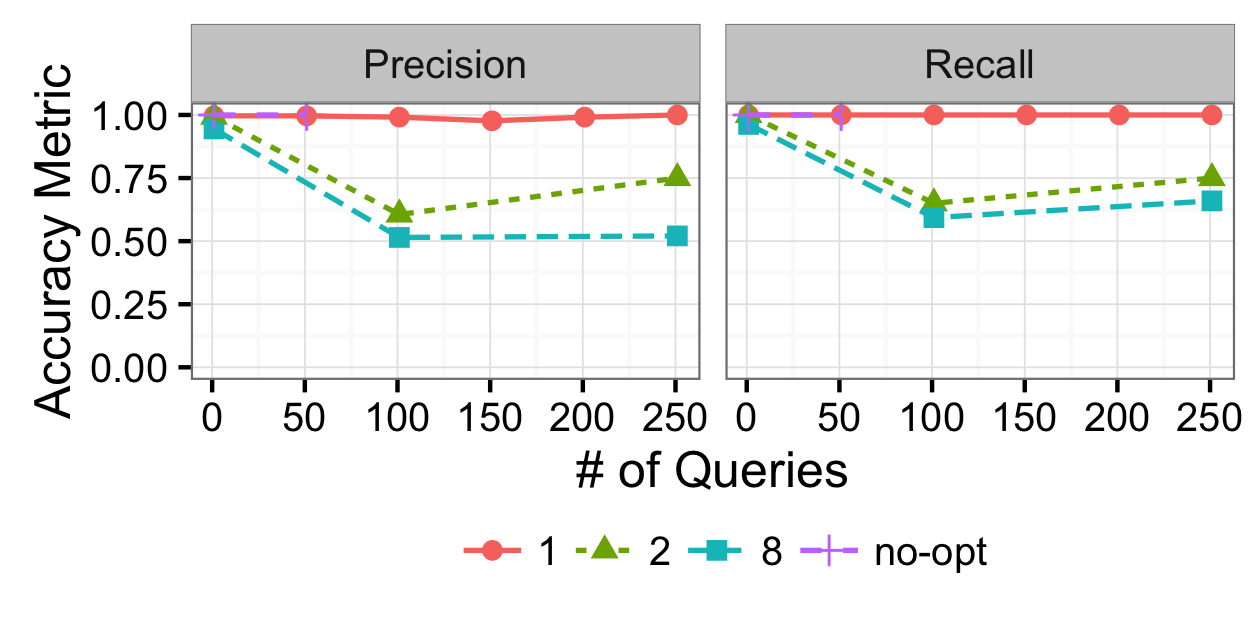 Precision Recall
Accuracy Metric
1.00
0.75
0.50
0.25
0.00
0 50 100 150 200 250 0 50 100 150 200 250
# of Queries
1 2 8 no-opt